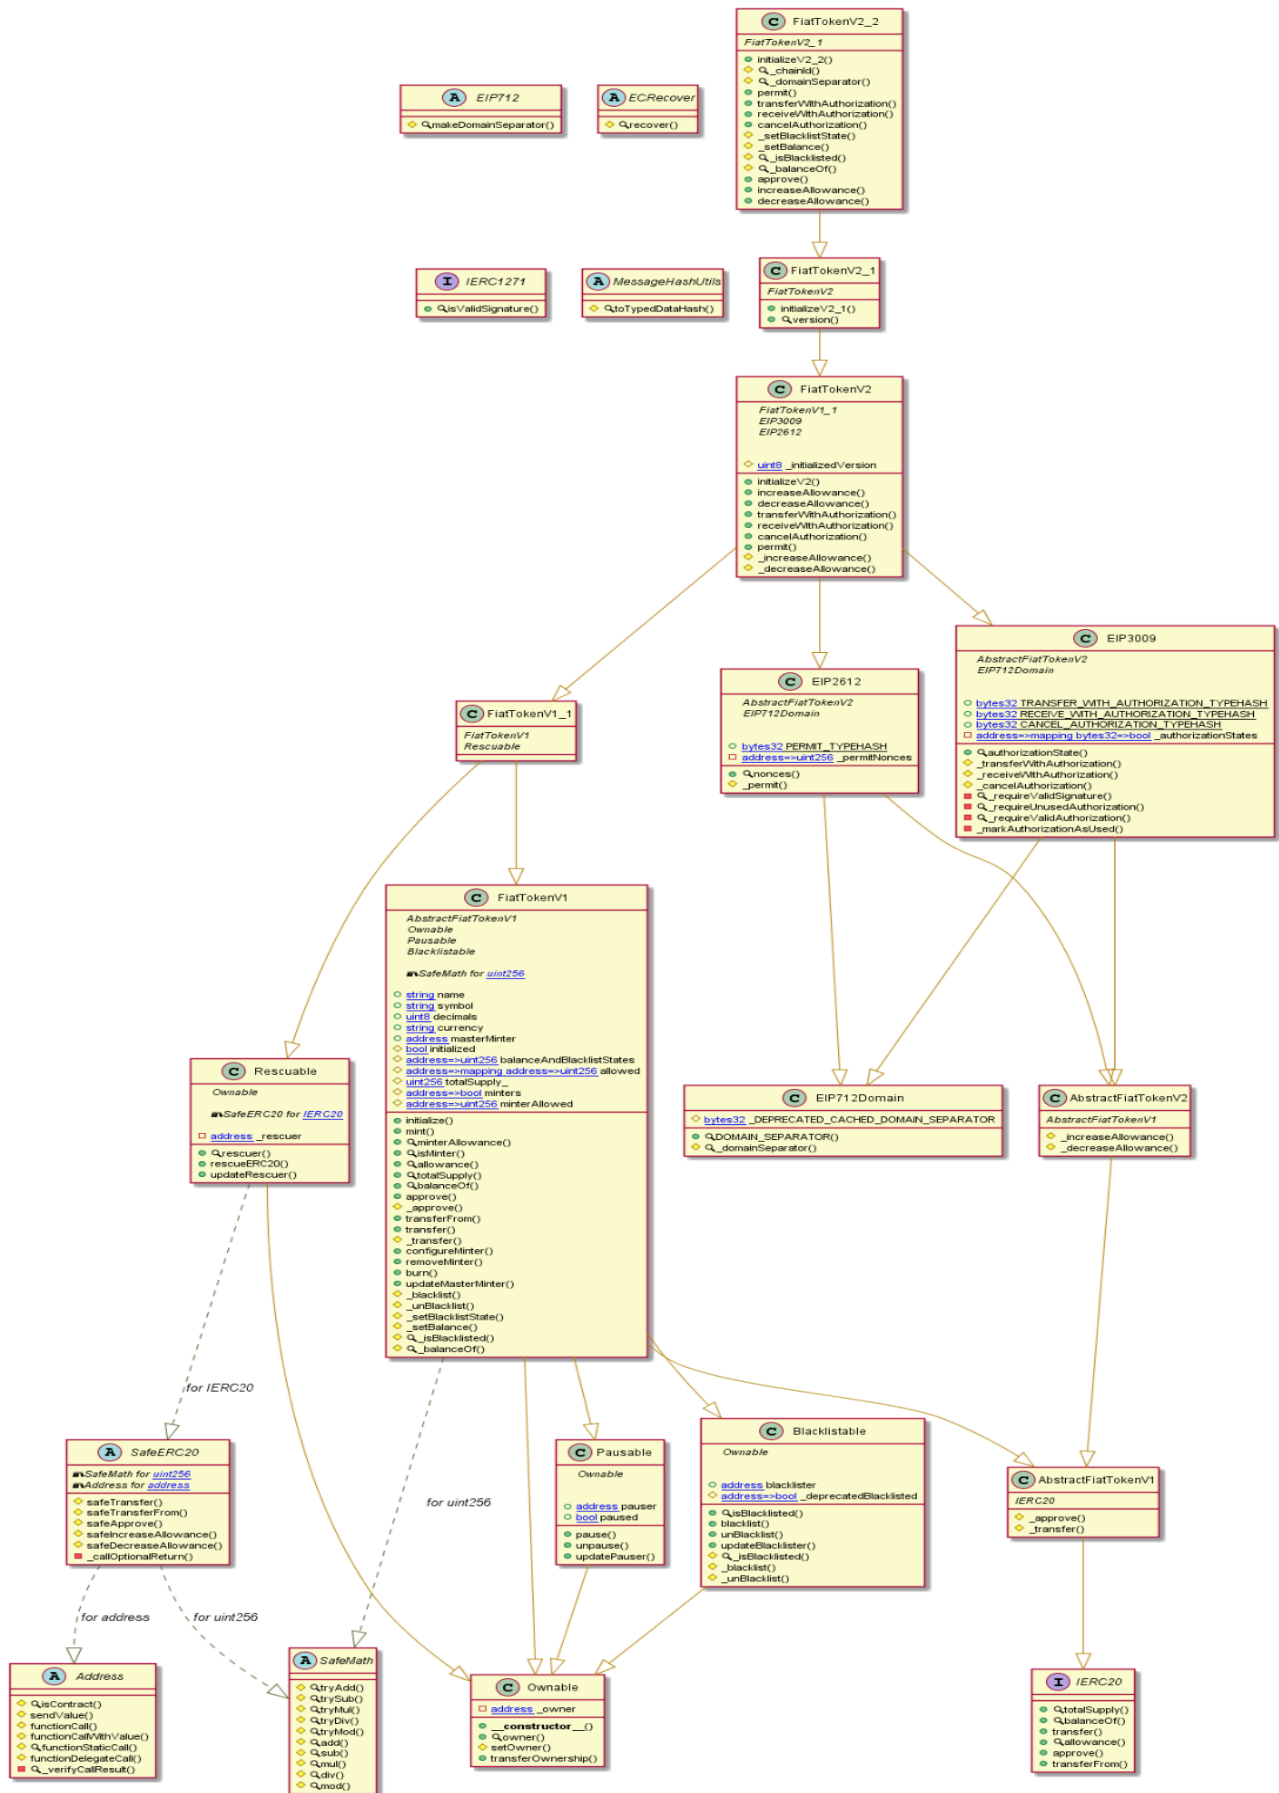 C FiatTokenV2_2
FiatTokenV2_1
initializeV2_2()
_chainId()
_domainSeparator()
permit()
transferWithAuthorization()
receiveWithAuthorization()
cancelAuthorization()
_setBlacklistState()
_setBalance()
_isBlacklisted()
_balanceOf()
approve()
increaseAllowance()
decreaseAllowance()
A EIP712
makeDomainSeparator()
A ECRecover
recover()
I IERC1271
isValidSignature()
A MessageHashUtils
toTypedDataHash()
C FiatTokenV2_1
FiatTokenV2
initializeV2_1()
version()
C FiatTokenV2
FiatTokenV1_1
EIP3009
EIP2612
uint8 _initializedVersion
initializeV2()
increaseAllowance()
decreaseAllowance()
transferWithAuthorization()
receiveWithAuthorization()
cancelAuthorization()
permit()
_increaseAllowance()
_decreaseAllowance()
C EIP3009
AbstractFiatTokenV2
EIP712Domain
bytes32 TRANSFER_WITH_AUTHORIZATION_TYPEHASH
bytes32 RECEIVE_WITH_AUTHORIZATION_TYPEHASH
bytes32 CANCEL_AUTHORIZATION_TYPEHASH
address=>mapping bytes32=>bool _authorizationStates
authorizationState()
_transferWithAuthorization()
_receiveWithAuthorization()
_cancelAuthorization()
_requireValidSignature()
_requireUnusedAuthorization()
_requireValidAuthorization()
_markAuthorizationAsUsed()
C EIP2612
AbstractFiatTokenV2
EIP712Domain
bytes32 PERMIT_TYPEHASH
address=>uint256 _permitNonces
nonces()
_permit()
C FiatTokenV1_1
FiatTokenV1
Rescuable
C FiatTokenV1
AbstractFiatTokenV1
Ownable
Pausable
Blacklistable
SafeMath for uint256
string name
string symbol
uint8 decimals
string currency
address masterMinter
bool initialized
address=>uint256 balanceAndBlacklistStates
address=>mapping address=>uint256 allowed
uint256 totalSupply_
address=>bool minters
address=>uint256 minterAllowed
initialize()
mint()
minterAllowance()
isMinter()
allowance()
totalSupply()
balanceOf()
approve()
_approve()
transferFrom()
transfer()
_transfer()
configureMinter()
removeMinter()
burn()
updateMasterMinter()
_blacklist()
_unBlacklist()
_setBlacklistState()
_setBalance()
_isBlacklisted()
_balanceOf()
C Rescuable
Ownable
SafeERC20 for IERC20
address _rescuer
rescuer()
rescueERC20()
updateRescuer()
C EIP712Domain
bytes32 _DEPRECATED_CACHED_DOMAIN_SEPARATOR
DOMAIN_SEPARATOR()
_domainSeparator()
C AbstractFiatTokenV2
AbstractFiatTokenV1
_increaseAllowance()
_decreaseAllowance()
for IERC20
for uint256
A SafeERC20
SafeMath for uint256
Address for address
safeTransfer()
safeTransferFrom()
safeApprove()
safeIncreaseAllowance()
safeDecreaseAllowance()
_callOptionalReturn()
C Pausable
Ownable
address pauser
bool paused
pause()
unpause()
updatePauser()
C Blacklistable
Ownable
address blacklister
address=>bool _deprecatedBlacklisted
isBlacklisted()
blacklist()
unBlacklist()
updateBlacklister()
_isBlacklisted()
_blacklist()
_unBlacklist()
C AbstractFiatTokenV1
IERC20
_approve()
_transfer()
for address
for uint256
A Address
isContract()
sendValue()
functionCall()
functionCallWithValue()
functionStaticCall()
functionDelegateCall()
_verifyCallResult()
A SafeMath
tryAdd()
trySub()
tryMul()
tryDiv()
tryMod()
add()
sub()
mul()
div()
mod()
C Ownable
address _owner
__constructor__()
owner()
setOwner()
transferOwnership()
I IERC20
totalSupply()
balanceOf()
transfer()
allowance()
approve()
transferFrom()